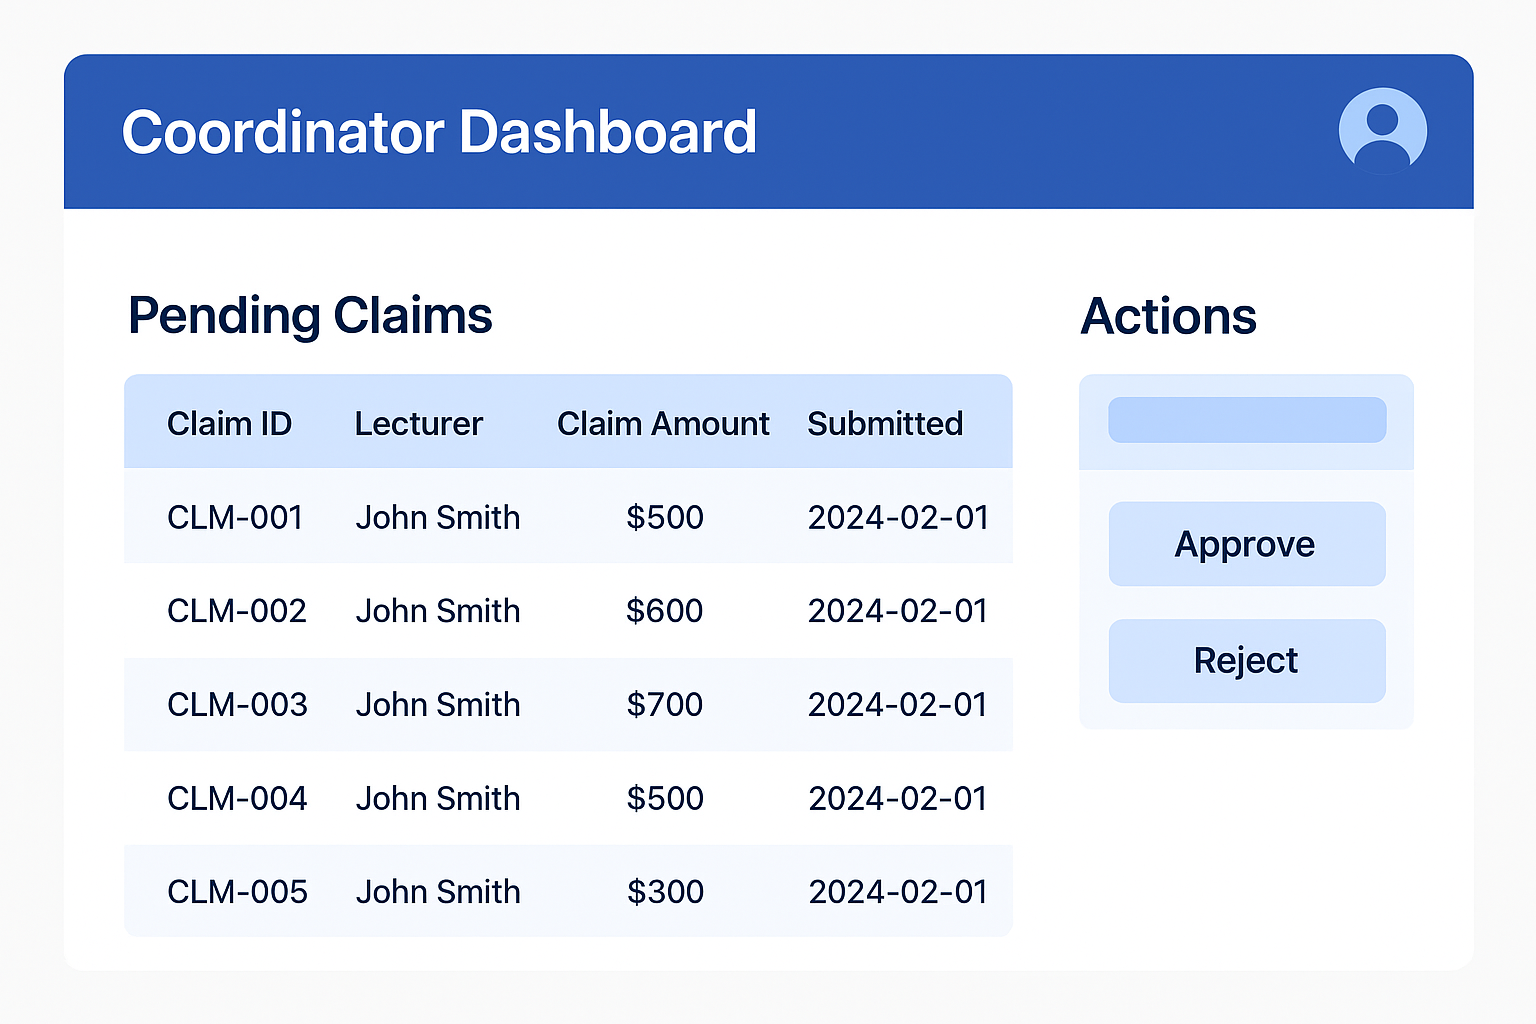 Coordinator Dashboard
Pending Claims
Claim ID Lecturer Claim Amount Submitted
CLM-001 John Smith $500 2024-02-01
CLM-002 John Smith $600 2024-02-01
CLM-003 John Smith $700 2024-02-01
CLM-004 John Smith $500 2024-02-01
CLM-005 John Smith $300 2024-02-01
Actions
Approve
Reject